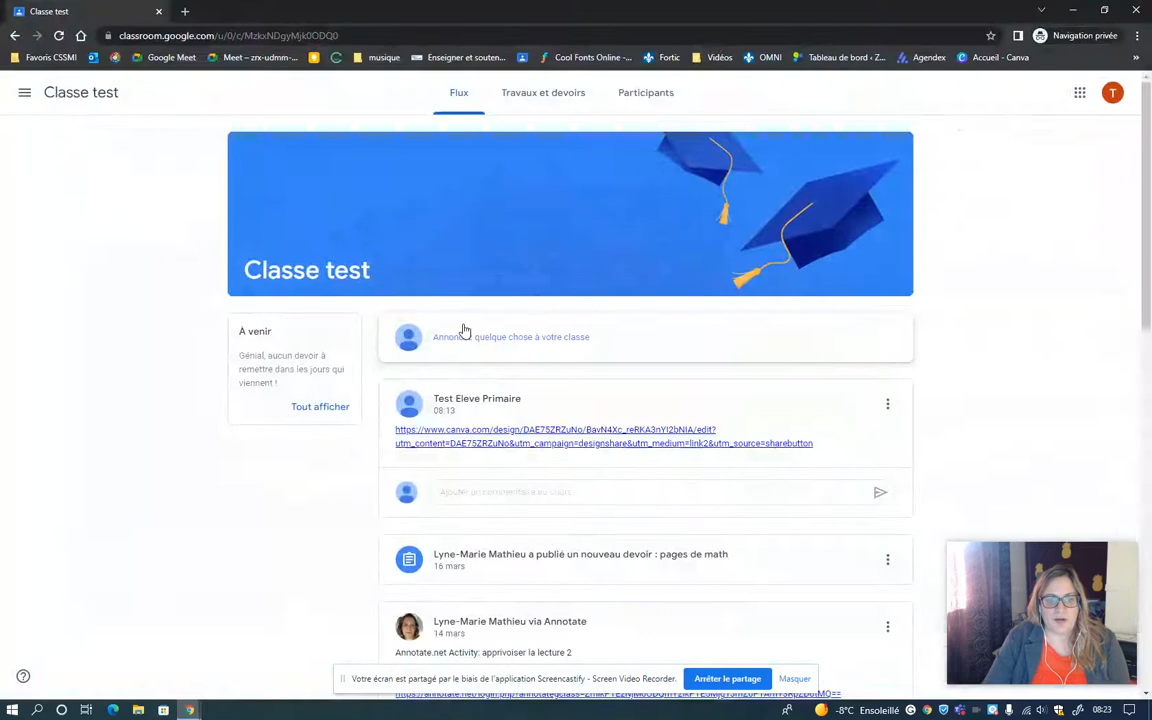 Classe test
classroom.google.com/u/0/c/MzkxNDgyMjk0ODQ0
Navigation privée
Favoris CSSMI
Google Meet
Meet – zrx-udmm-...
musique
Enseigner et souten...
Cool Fonts Online -...
Fortic
Vidéos
OMNI
Tableau de bord ‹ Z...
Agendex
Accueil - Canva
»
Classe test
Flux
Travaux et devoirs
Participants
T
Classe test
À venir
Génial, aucun devoir à
remettre dans les jours qui
viennent !
Tout afficher
quelque chose à votre classe
Test Eleve Primaire
08:13
https://www.canva.com/design/DAE75ZRZuNo/BavN4Xc_reRKA3nYI2bNIA/edit?
utm_content=DAE75ZRZuNo&utm_campaign=designshare&utm_medium=link2&utm_source=sharebutton
Ajouter un commentaire au cours
Lyne-Marie Mathieu a publié un nouveau devoir : pages de math
16 mars
Lyne-Marie Mathieu via Annotate
14 mars
Annotate.net Activity: apprivoiser la lecture 2
Votre écran est partagé par le biais de l'application Screencastify - Screen Video Recorder.
Arrêter le partage
Masquer
-8°C Ensoleillé
08:23